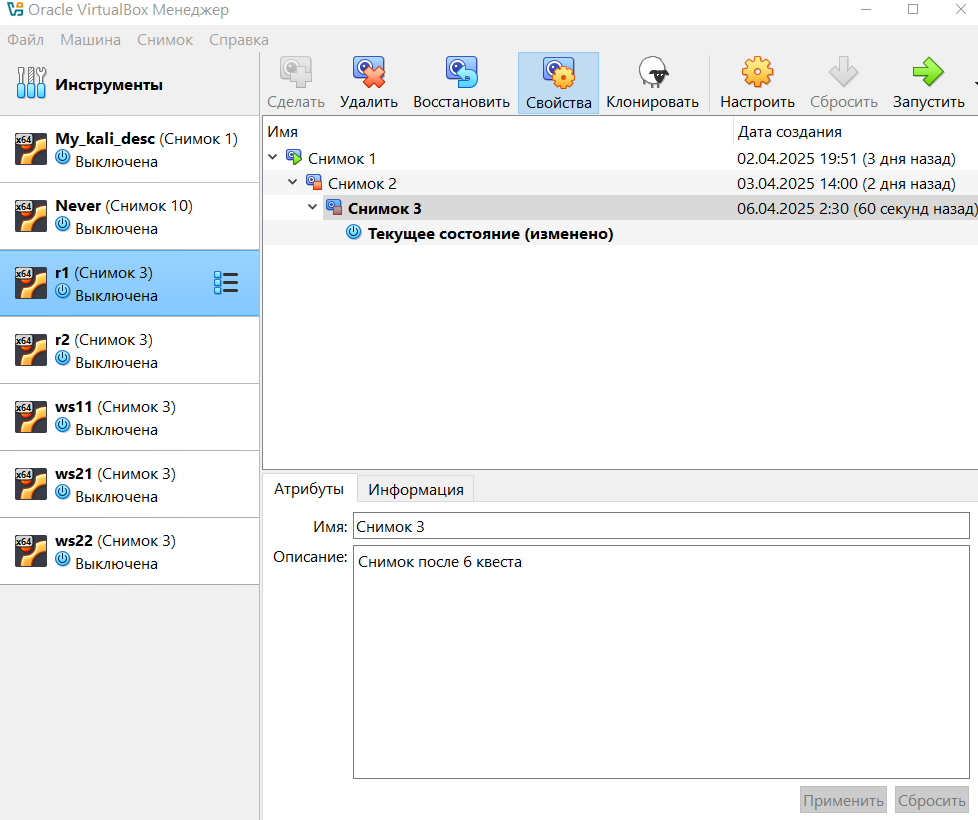 Oracle VirtualBox Менеджер
Файл Машина Снимок Справка
Инструменты
Сделать Удалить Восстановить Свойства Клонировать Настроить Сбросить Запустить
x64 My_kali_desc (Снимок 1)
Выключена
x64 Never (Снимок 10)
Выключена
x64 r1 (Снимок 3)
Выключена
x64 r2 (Снимок 3)
Выключена
x64 ws11 (Снимок 3)
Выключена
x64 ws21 (Снимок 3)
Выключена
x64 ws22 (Снимок 3)
Выключена
Имя Дата создания
Снимок 1 02.04.2025 19:51 (3 дня назад)
Снимок 2 03.04.2025 14:00 (2 дня назад)
Снимок 3 06.04.2025 2:30 (60 секунд назад)
Текущее состояние (изменено)
Атрибуты Информация
Имя: Снимок 3
Описание: Снимок после 6 квеста
Применить Сбросить